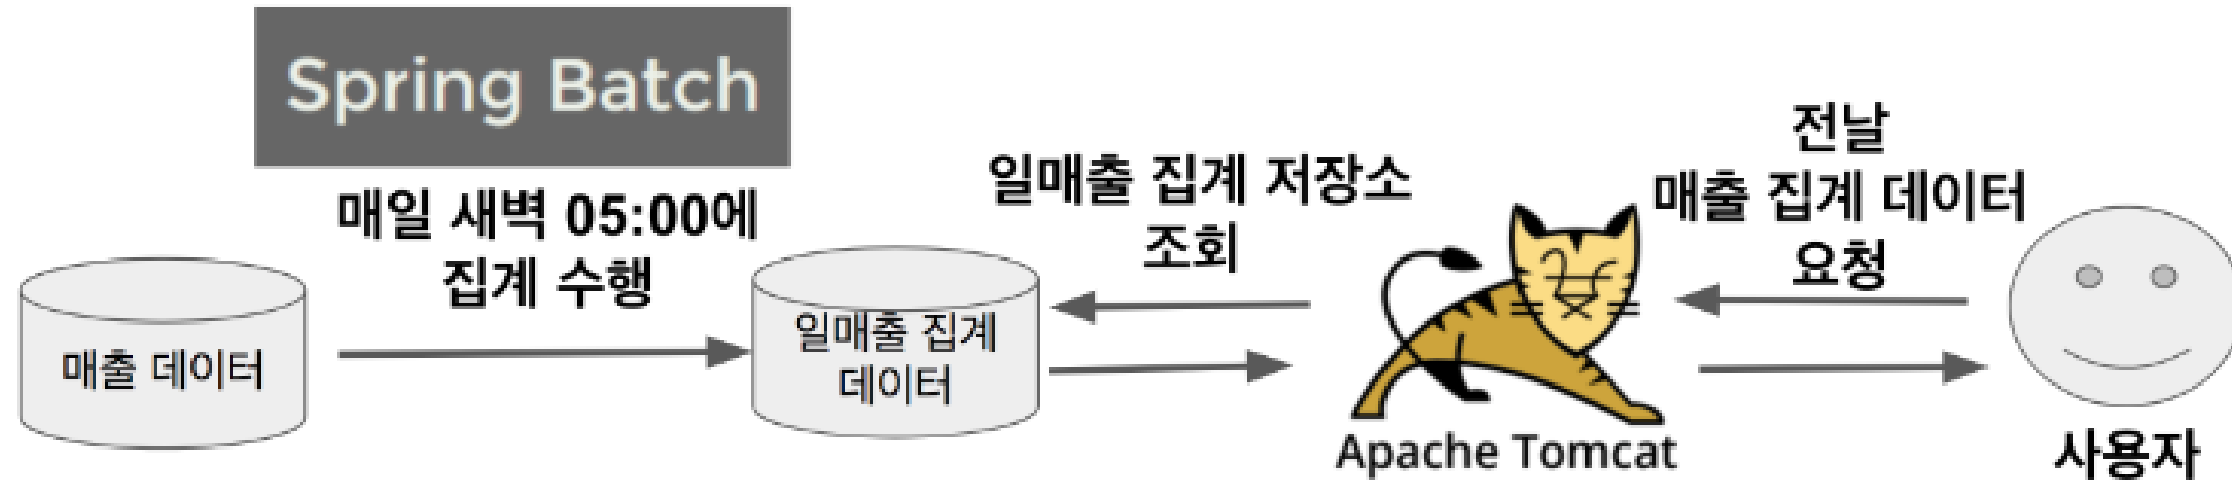 Spring Batch
매일 새벽 05:00에
집계 수행
매출 데이터
일매출 집계
데이터
일매출 집계 저장소
조회
Apache Tomcat
전날
매출 집계 데이터
요청
사용자